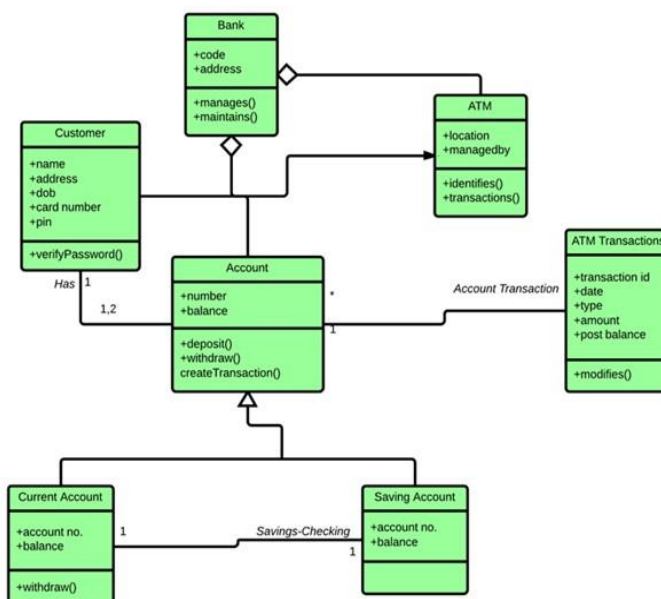 Bank
+code
+address
+manages()
+maintains()
ATM
+location
+managedby
+identifies()
+transactions()
Customer
+name
+address
+dob
+card number
+pin
+verifyPassword()
Has
1
1,2
Account
+number
+balance
+deposit()
+withdraw()
createTransaction()
*
1
Account Transaction
ATM Transactions
+transaction id
+date
+type
+amount
+post balance
+modifies()
Current Account
+account no.
+balance
+withdraw()
1
Savings-Checking
1
Saving Account
+account no.
+balance